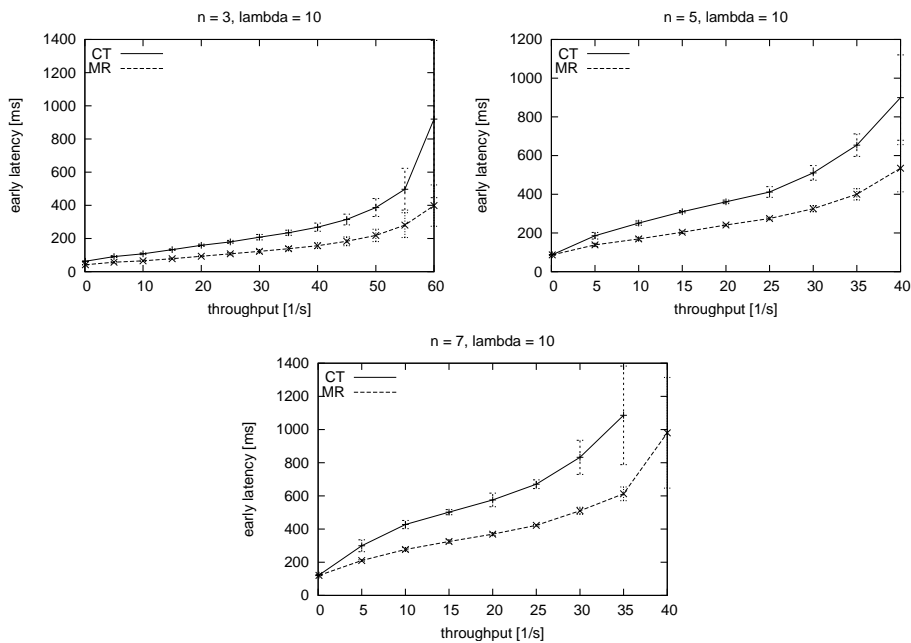 n = 3, lambda = 10
1400
1200
1000
800
600
400
200
0
early latency [ms]
CT
MR
0 10 20 30 40 50 60
throughput [1/s]
n = 5, lambda = 10
1200
1000
800
600
400
200
0
early latency [ms]
CT
MR
0 5 10 15 20 25 30 35 40
throughput [1/s]
n = 7, lambda = 10
1400
1200
1000
800
600
400
200
0
early latency [ms]
CT
MR
0 5 10 15 20 25 30 35 40
throughput [1/s]